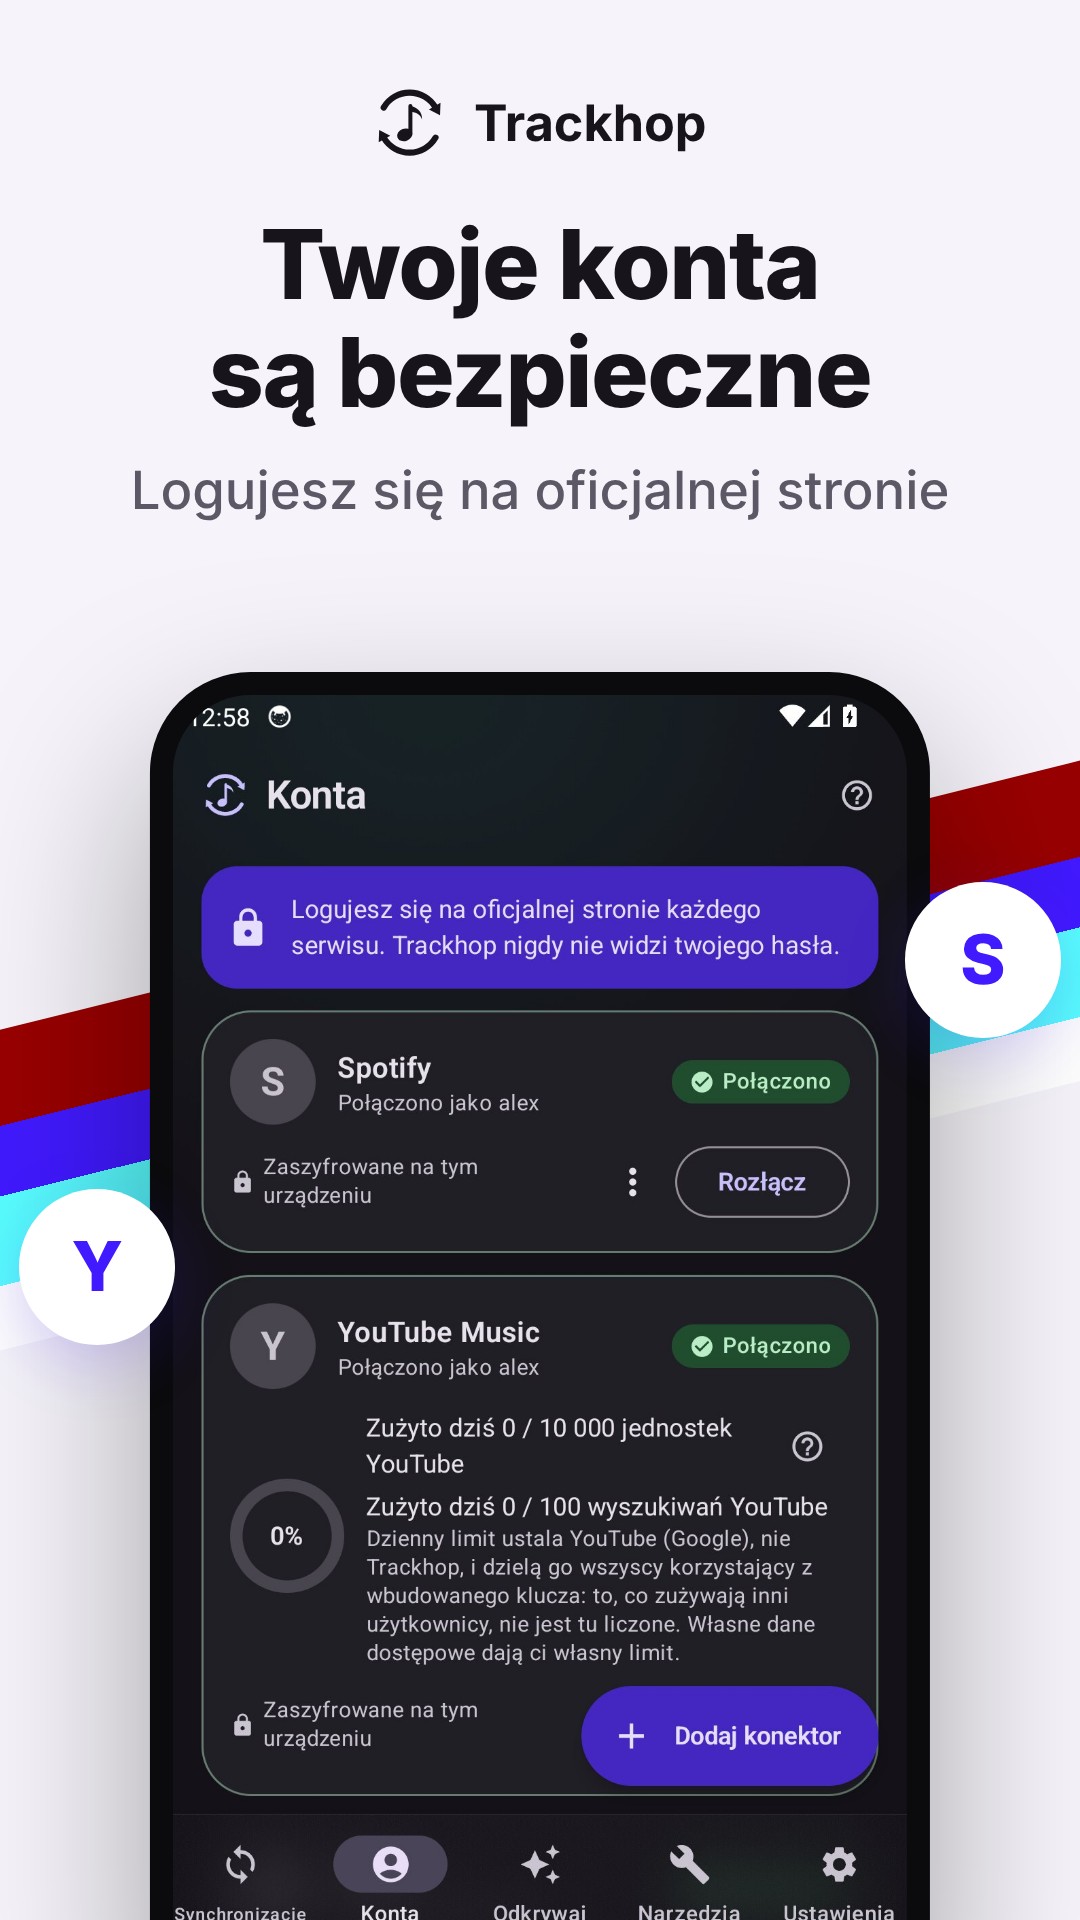 Trackhop
Twoje konta
są bezpieczne
Logujesz się na oficjalnej stronie
12:58
Konta
Logujesz się na oficjalnej stronie każdego
serwisu. Trackhop nigdy nie widzi twojego hasła.
S
S
Spotify
Połączono jako alex
Połączono
Zaszyfrowane na tym
urządzeniu
Rozłącz
Y
Y
YouTube Music
Połączono jako alex
Połączono
Zużyto dziś 0 / 10 000 jednostek
YouTube
0%
Zużyto dziś 0 / 100 wyszukiwań YouTube
Dzienny limit ustala YouTube (Google), nie
Trackhop, i dzielą go wszyscy korzystający z
wbudowanego klucza: to, co zużywają inni
użytkownicy, nie jest tu liczone. Własne dane
dostępowe dają ci własny limit.
Zaszyfrowane na tym
urządzeniu
Dodaj konektor
Synchronizacje
Konta
Odkrywaj
Narzędzia
Ustawienia